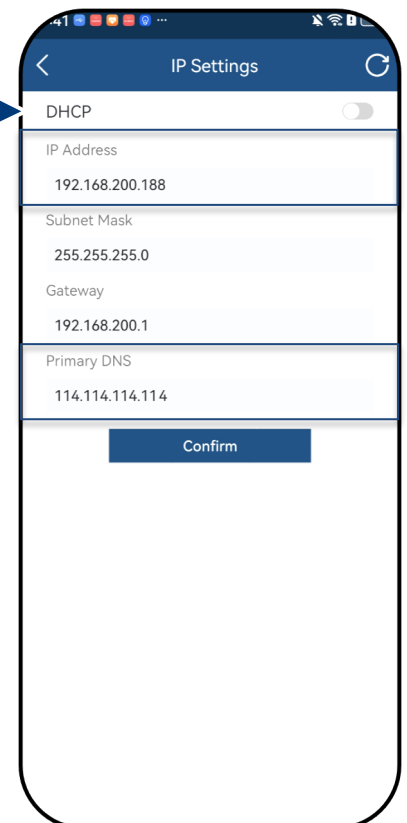 :41
IP Settings
DHCP
IP Address
192.168.200.188
Subnet Mask
255.255.255.0
Gateway
192.168.200.1
Primary DNS
114.114.114.114
Confirm